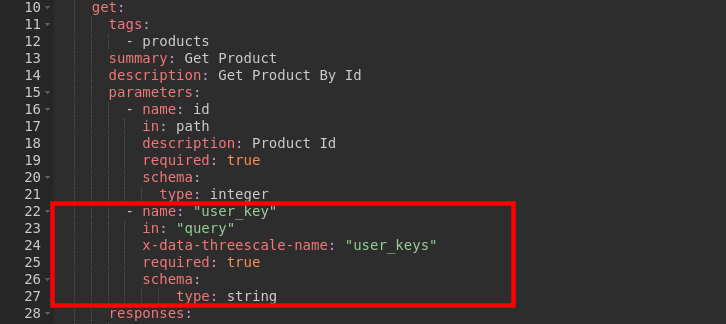 10 get:
11 tags:
12 - products
13 summary: Get Product
14 description: Get Product By Id
15 parameters:
16 - name: id
17 in: path
18 description: Product Id
19 required: true
20 schema:
21 type: integer
22 - name: "user_key"
23 in: "query"
24 x-data-threescale-name: "user_keys"
25 required: true
26 schema:
27 type: string
28 responses: